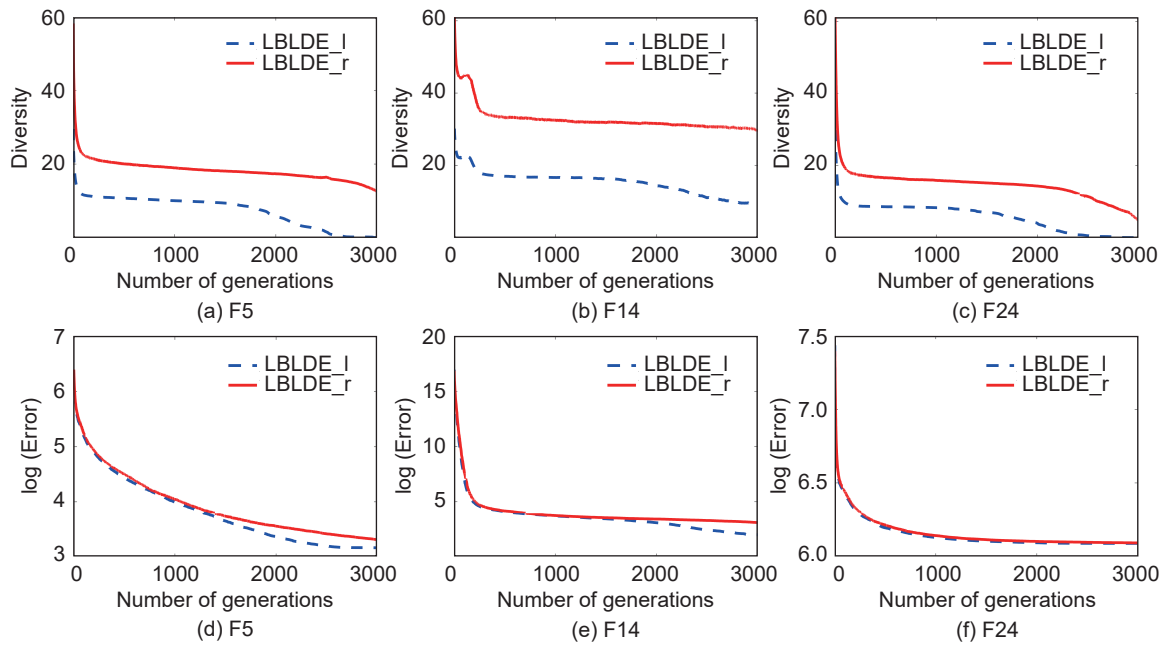 60
40
20
Diversity
LBLDE_l
LBLDE_r
0 1000 2000 3000
Number of generations
(a) F5
60
40
20
Diversity
LBLDE_l
LBLDE_r
0 1000 2000 3000
Number of generations
(b) F14
60
40
20
Diversity
LBLDE_l
LBLDE_r
0 1000 2000 3000
Number of generations
(c) F24
7
6
5
4
3
log (Error)
LBLDE_l
LBLDE_r
0 1000 2000 3000
Number of generations
(d) F5
20
15
10
5
log (Error)
LBLDE_l
LBLDE_r
0 1000 2000 3000
Number of generations
(e) F14
7.5
7.0
6.5
6.0
log (Error)
LBLDE_l
LBLDE_r
0 1000 2000 3000
Number of generations
(f) F24